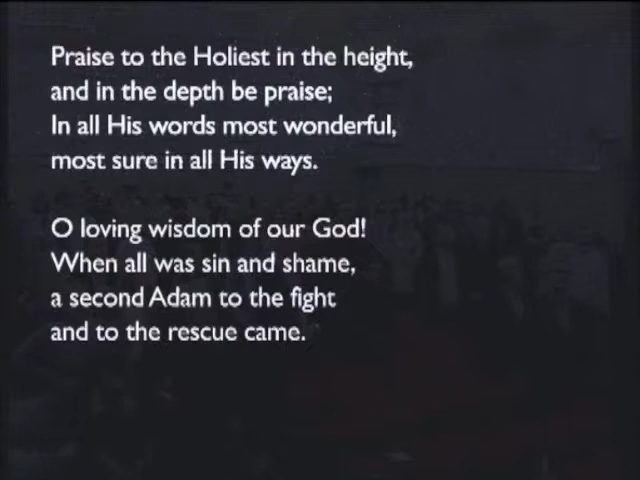 Praise to the Holiest in the height,
and in the depth be praise;
In all His words most wonderful,
most sure in all His ways.
O loving wisdom of our God!
When all was sin and shame,
a second Adam to the fight
and to the rescue came.